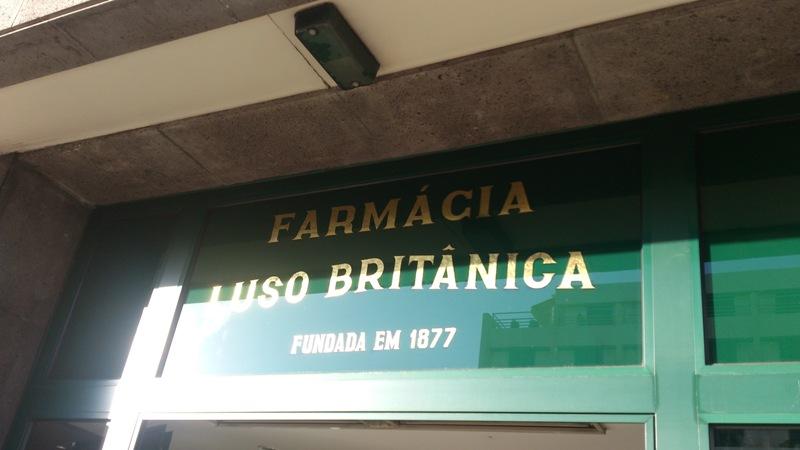 FARMÁCIA
LUSO BRITÂNICA
FUNDADA EM 1877